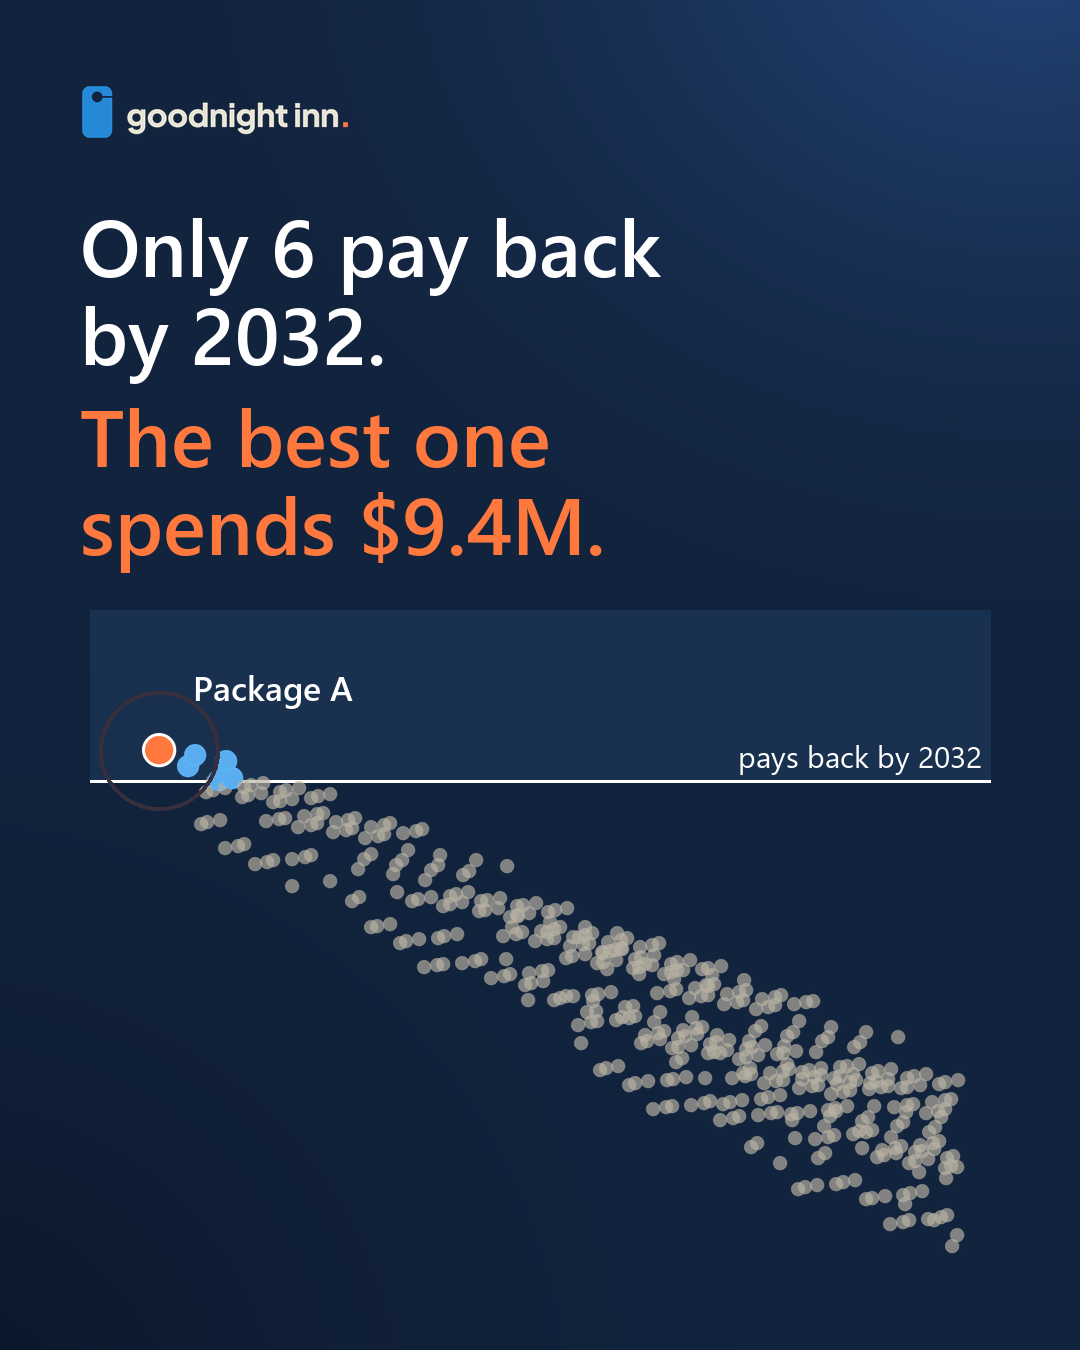 goodnight inn.
Only 6 pay back
by 2032.
The best one
spends $9.4M.
Package A
pays back by 2032